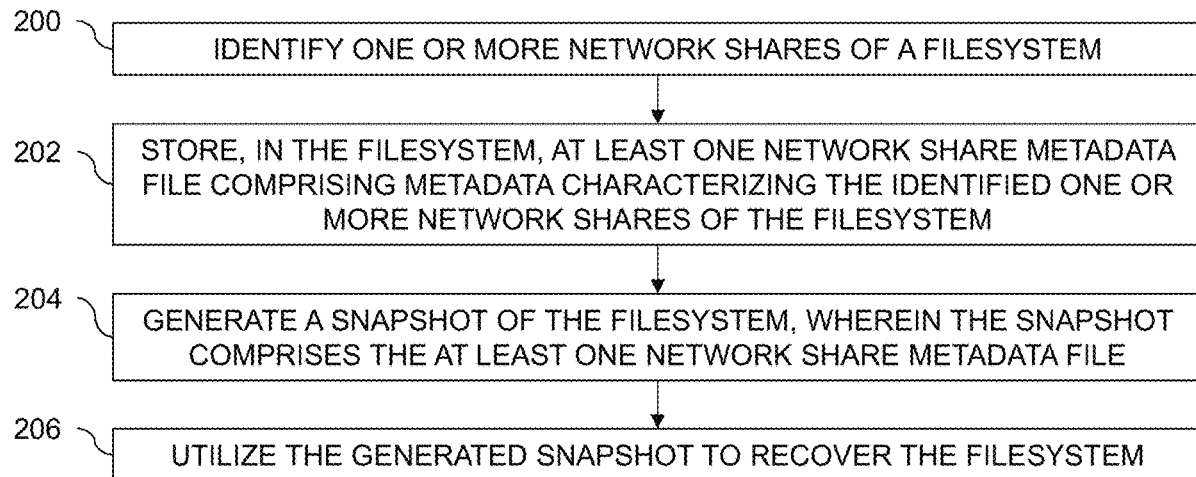 200
IDENTIFY ONE OR MORE NETWORK SHARES OF A FILESYSTEM
202
STORE, IN THE FILESYSTEM, AT LEAST ONE NETWORK SHARE METADATA
FILE COMPRISING METADATA CHARACTERIZING THE IDENTIFIED ONE OR
MORE NETWORK SHARES OF THE FILESYSTEM
204
GENERATE A SNAPSHOT OF THE FILESYSTEM, WHEREIN THE SNAPSHOT
COMPRISES THE AT LEAST ONE NETWORK SHARE METADATA FILE
206
UTILIZE THE GENERATED SNAPSHOT TO RECOVER THE FILESYSTEM